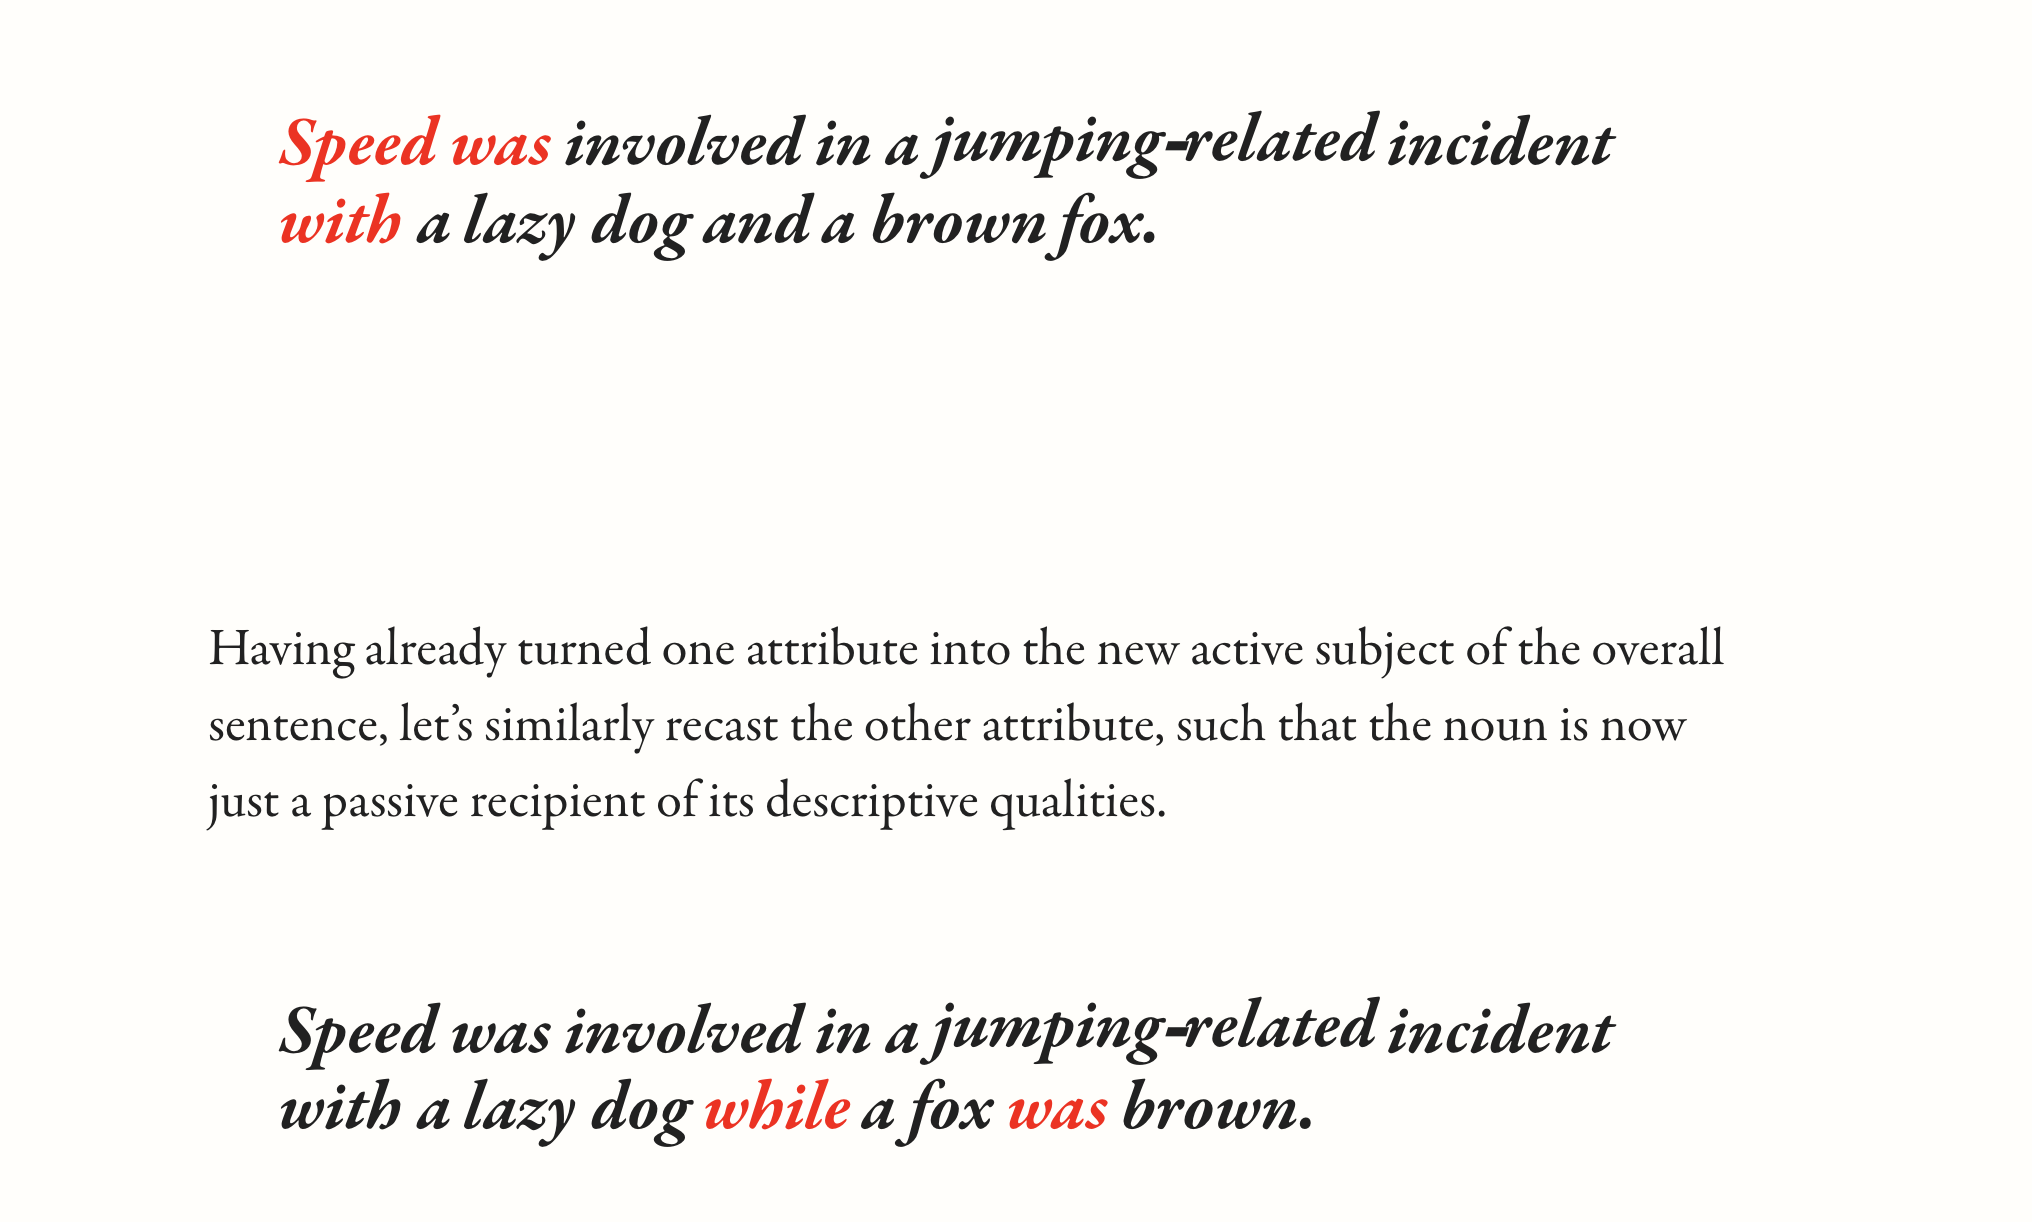 Speed was involved in a jumping-related incident
with a lazy dog and a brown fox.
Having already turned one attribute into the new active subject of the overall
sentence, let’s similarly recast the other attribute, such that the noun is now
just a passive recipient of its descriptive qualities.
Speed was involved in a jumping-related incident
with a lazy dog while a fox was brown.